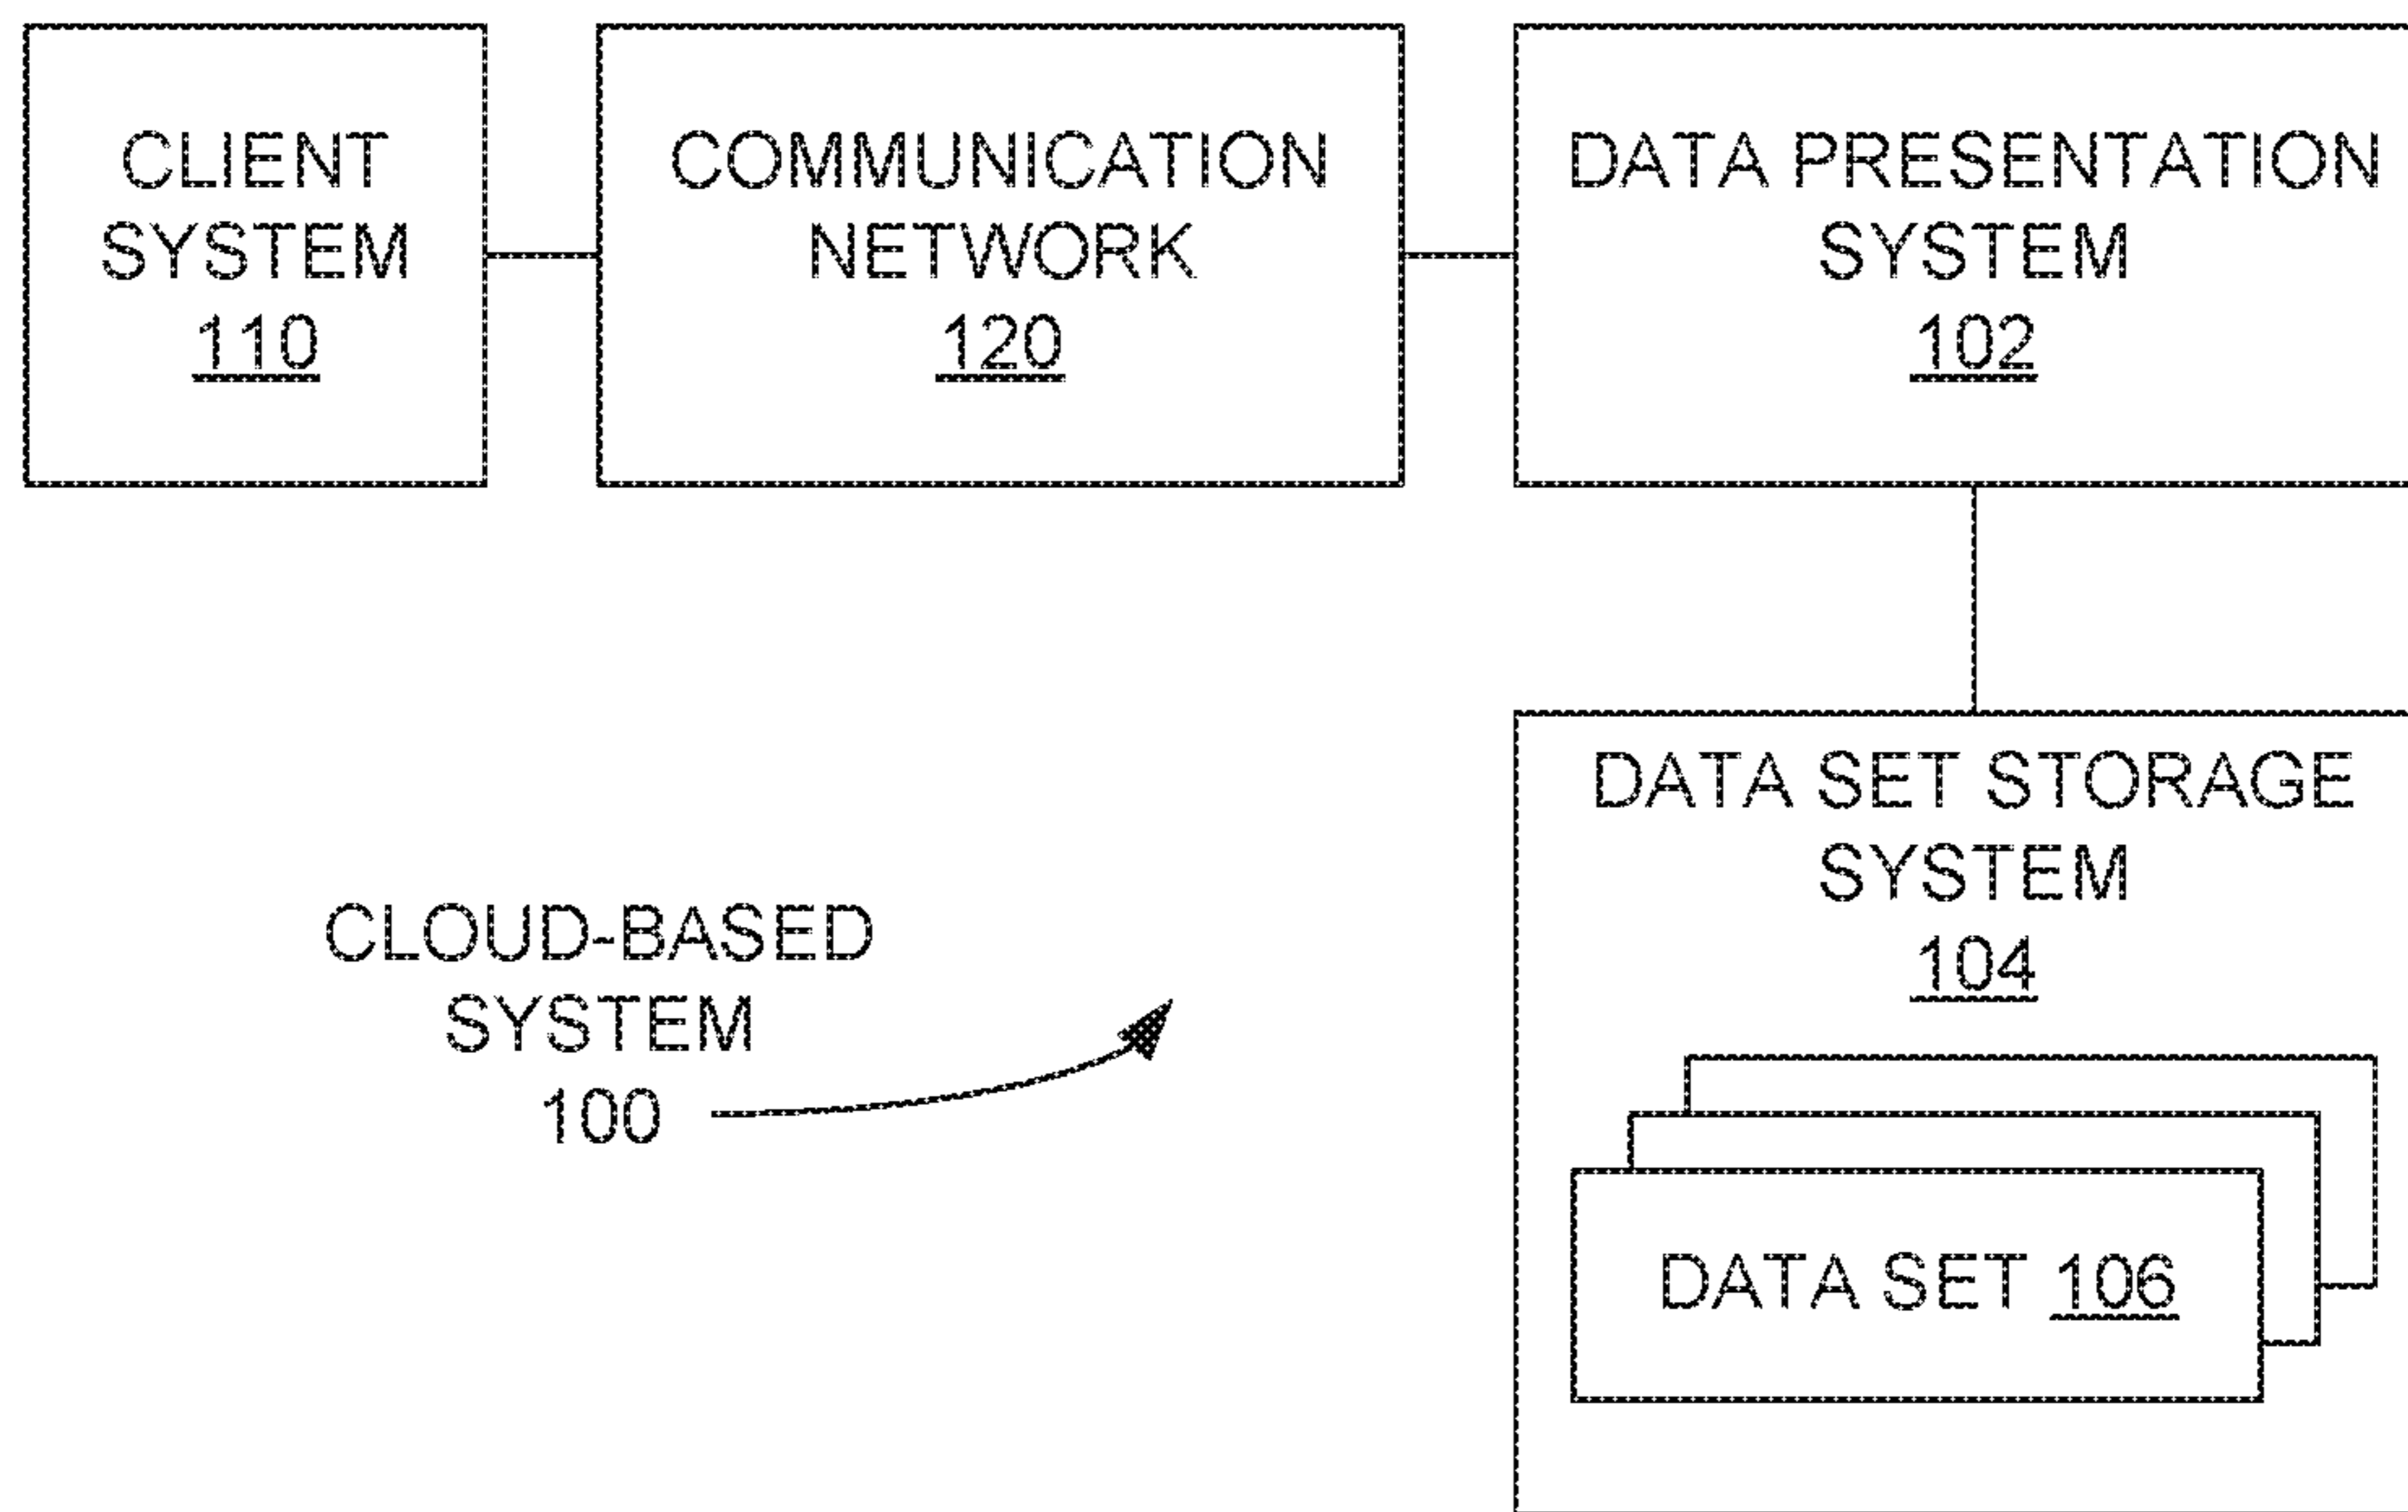 CLIENT
SYSTEM
110
COMMUNICATION
NETWORK
120
DATA PRESENTATION
SYSTEM
102
DATA SET STORAGE
SYSTEM
104
CLOUD-BASED
SYSTEM
100
DATA SET 106